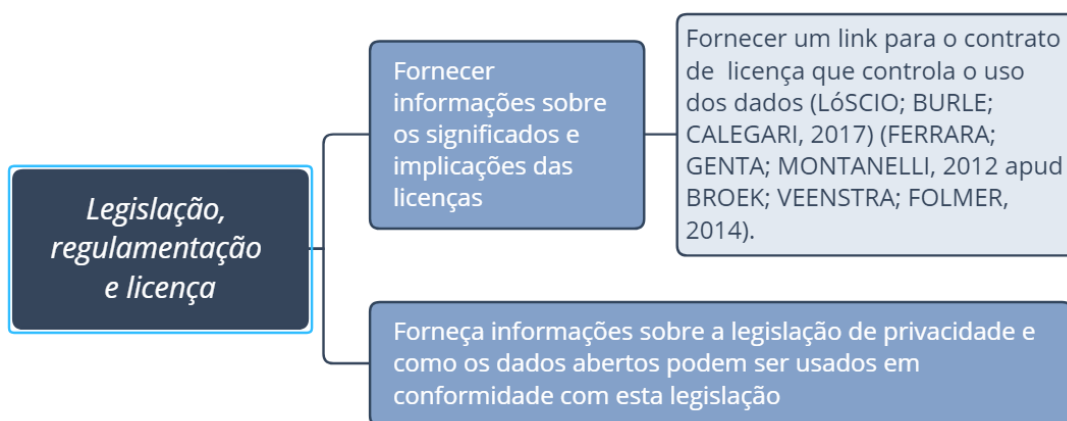 Legislação,
regulamentação
e licença
Fornecer
informações sobre
os significados e
implicações das
licenças
Fornecer um link para o contrato
de licença que controla o uso
dos dados (LóSCIO; BURLE;
CALEGARI, 2017) (FERRARA;
GENTA; MONTANELLI, 2012 apud
BROEK; VEENSTRA; FOLMER,
2014).
Forneça informações sobre a legislação de privacidade e
como os dados abertos podem ser usados em
conformidade com esta legislação